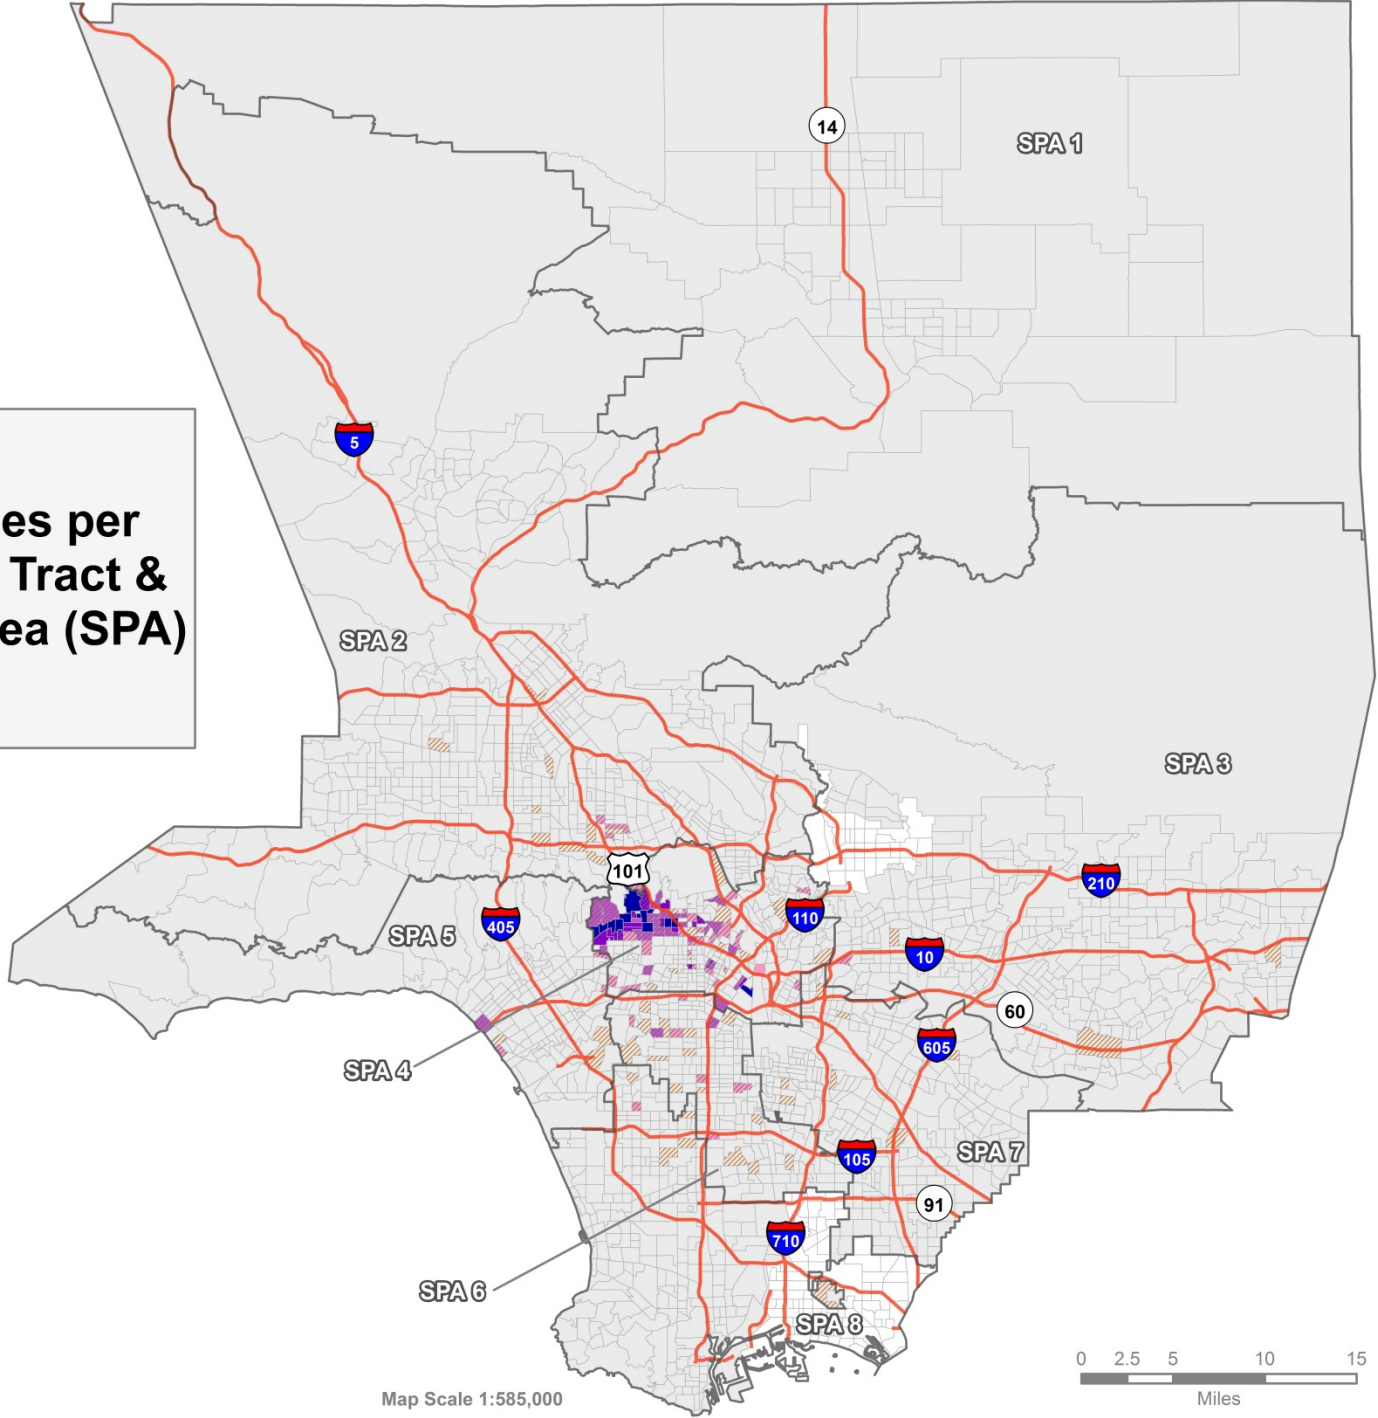 14
SPA 1
5
es per
Tract &
ea (SPA)
SPA 2
SPA 3
101
210
110
405
SPA 5
10
60
605
SPA 4
105
SPA 7
91
710
SPA 6
SPA 8
0 2.5 5 10 15
Miles
Map Scale 1:585,000